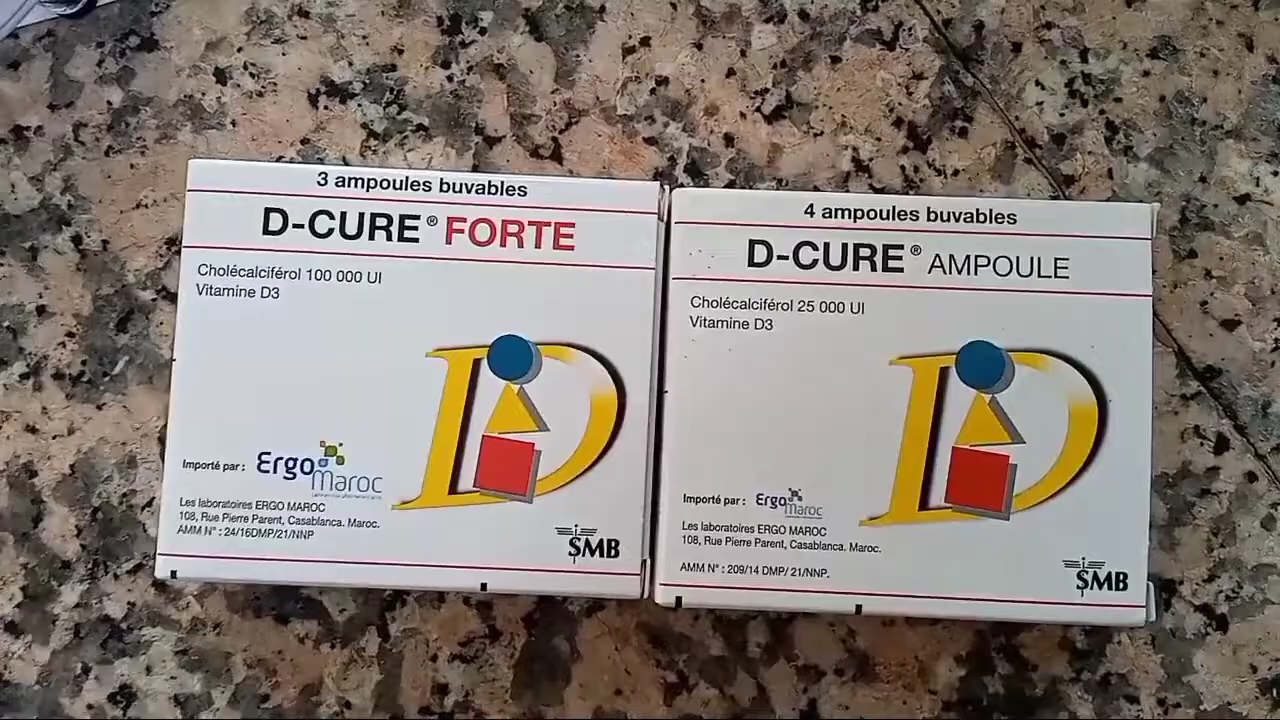 3 ampoules buvables
D-CURE® FORTE
Cholécalciférol 100 000 UI
Vitamine D3
Importé par :
Ergo
maroc
Les laboratoires ERGO MAROC
108, Rue Pierre Parent, Casablanca. Maroc.
AMM N° : 24/16DMP/21/NNP
SMB
4 ampoules buvables
D-CURE® AMPOULE
Cholécalciférol 25 000 UI
Vitamine D3
Importé par :
Ergo
maroc
Les laboratoires ERGO MAROC
108, Rue Pierre Parent, Casablanca. Maroc.
AMM N° : 209/14 DMP/ 21/NNP.
SMB